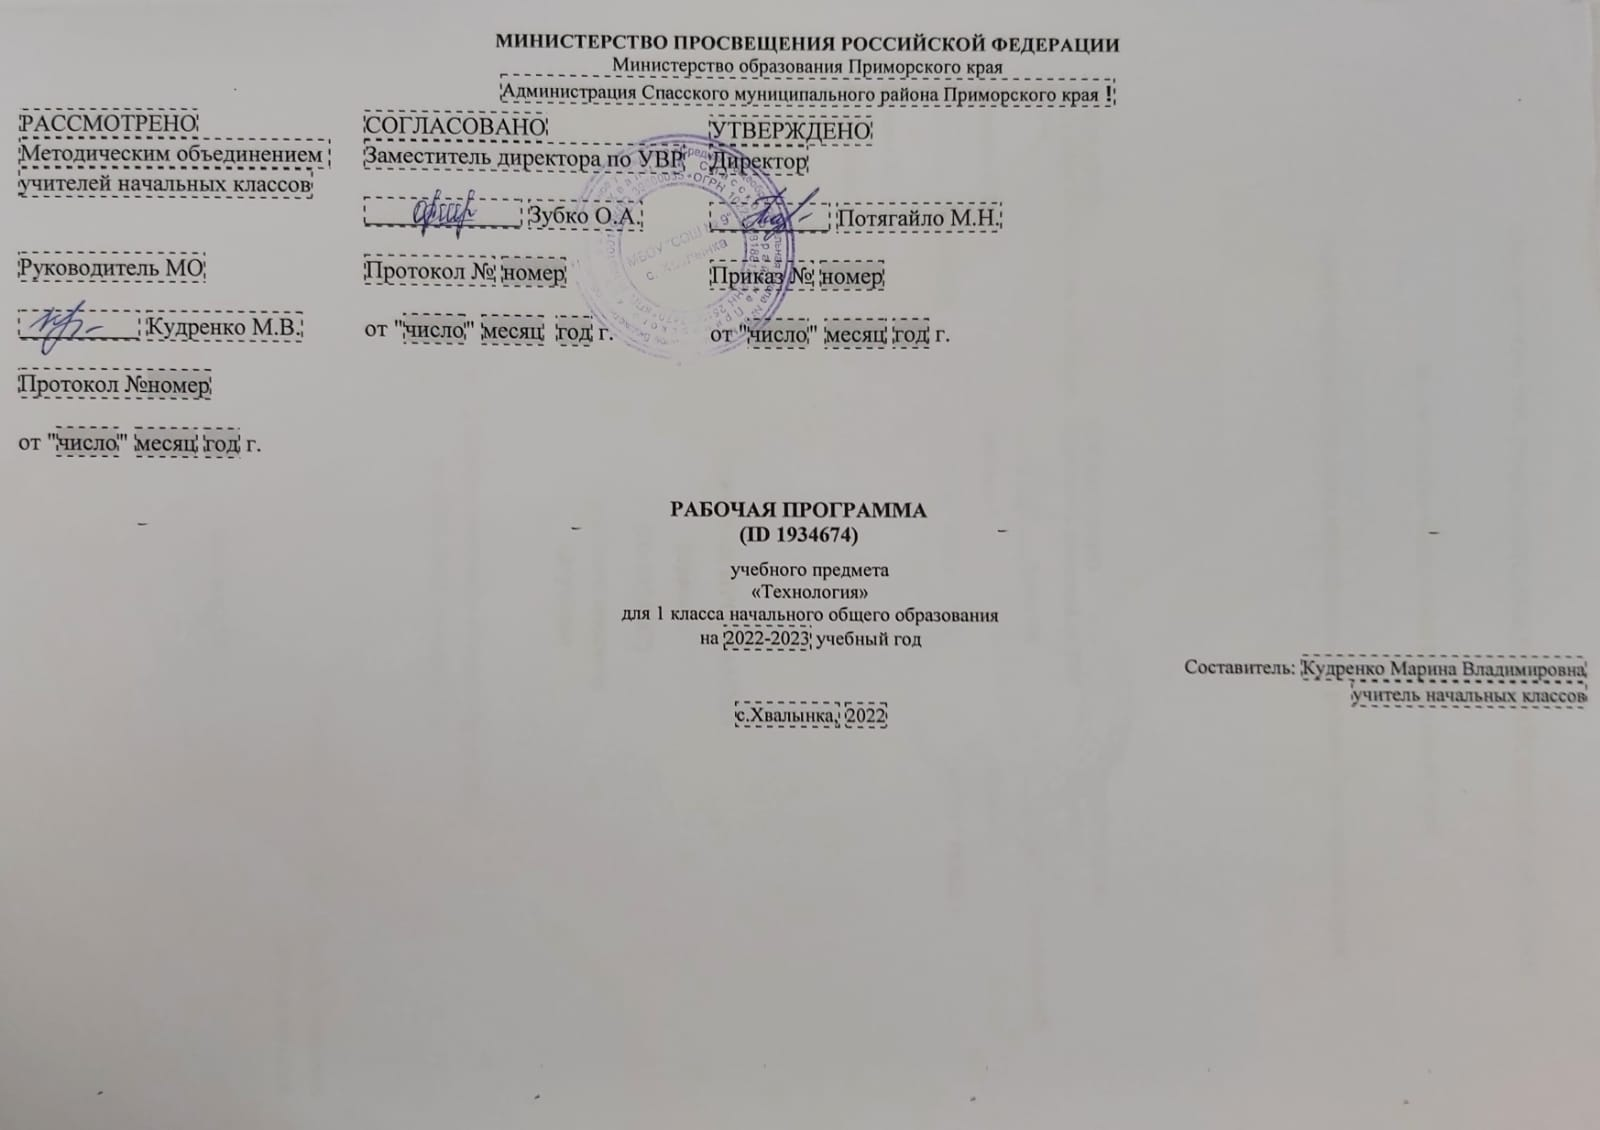 МИНИСТЕРСТВО ПРОСВЕЩЕНИЯ РОССИЙСКОЙ ФЕДЕРАЦИИ
Министерство образования Приморского края
Администрация Спасского муниципального района Приморского края !
РАССМОТРЕНО
Методическим объединением
учителей начальных классов
Руководитель МО
Кудренко М.В.
Протокол №номер
от "число" месяц год г.
СОГЛАСОВАНО
Заместитель директора по УВР
Зубко О.А.
Протокол № номер
от "число" месяц год г.
УТВЕРЖДЕНО
Директор
Потягайло М.Н.
Приказ № номер
от "число" месяц год г.
МБОУ "СОШ № 9"
РАБОЧАЯ ПРОГРАММА
(ID 1934674)
учебного предмета
«Технология»
для 1 класса начального общего образования
на 2022-2023 учебный год
Составитель: Кудренко Марина Владимировна
учитель начальных классов
с.Хвалынка, 2022